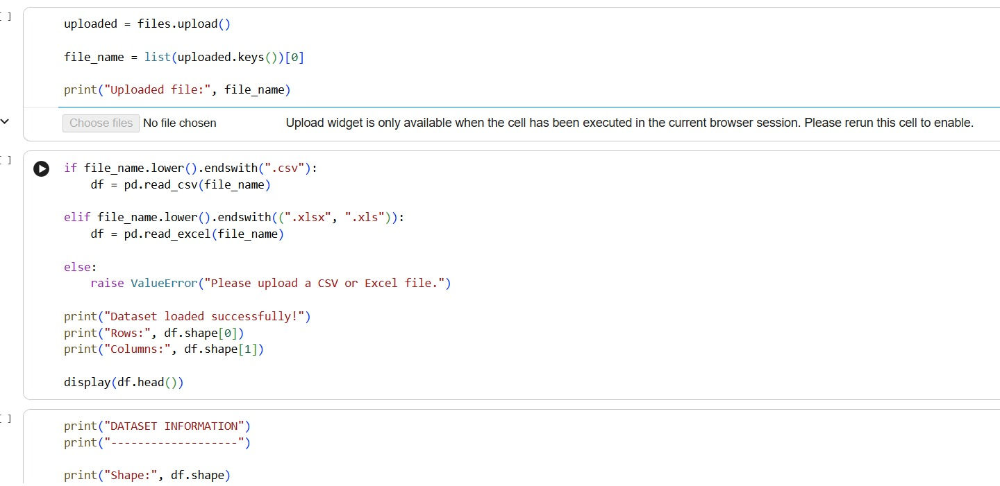 [ ]
uploaded = files.upload()
file_name = list(uploaded.keys())[0]
print("Uploaded file:", file_name)
Choose files No file chosen Upload widget is only available when the cell has been executed in the current browser session. Please rerun this cell to enable.
[ ]
if file_name.lower().endswith(".csv"):
    df = pd.read_csv(file_name)
elif file_name.lower().endswith((".xlsx", ".xls")):
    df = pd.read_excel(file_name)
else:
    raise ValueError("Please upload a CSV or Excel file.")
print("Dataset loaded successfully!")
print("Rows:", df.shape[0])
print("Columns:", df.shape[1])
display(df.head())
[ ]
print("DATASET INFORMATION")
print("-------------------")
print("Shape:", df.shape)